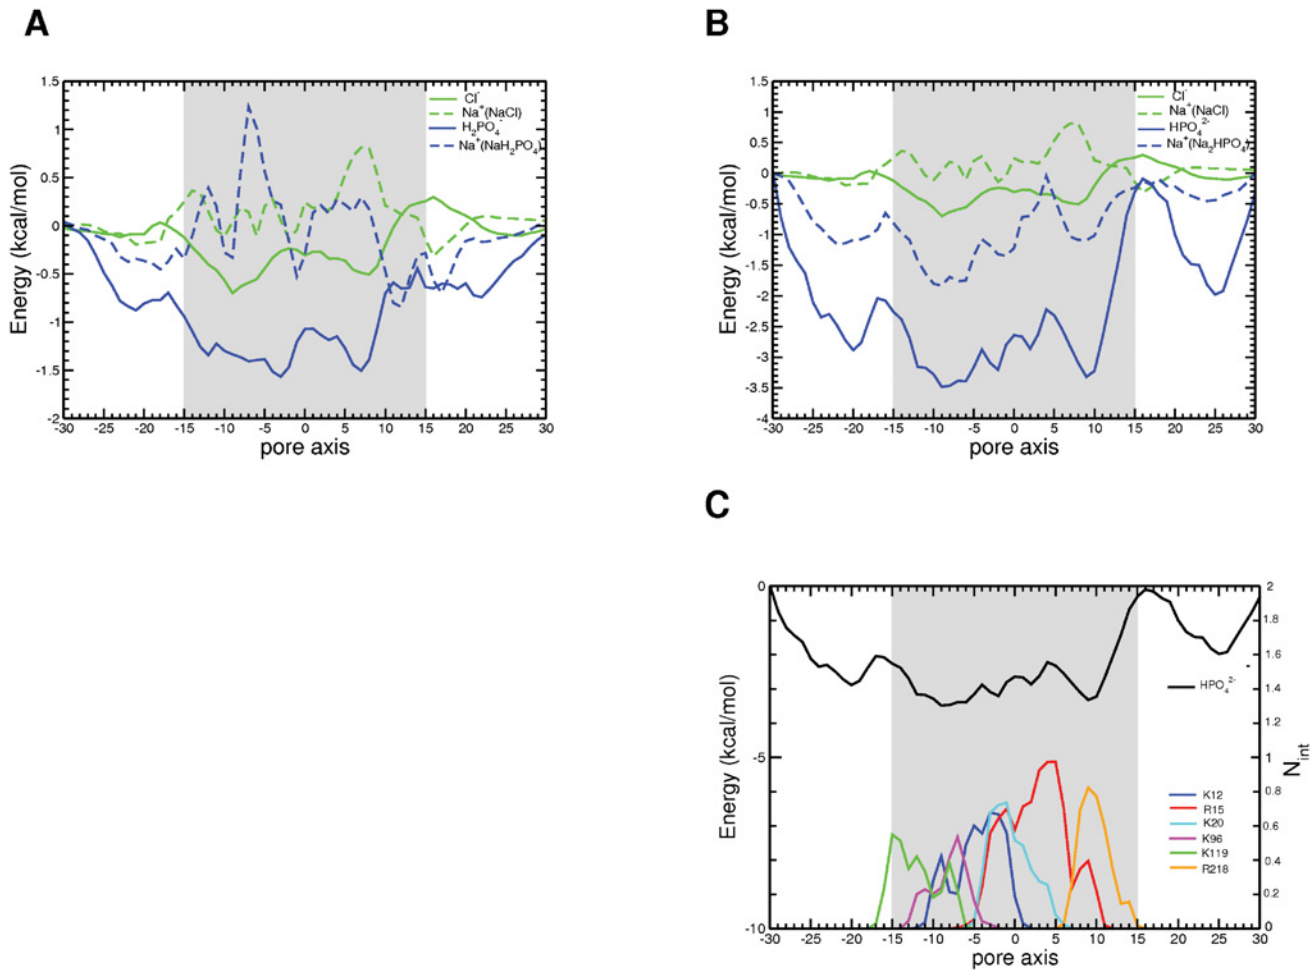 A
1.5
1
0.5
0
-0.5
-1
-1.5
-2
Energy (kcal/mol)
Cl⁻
Na⁺(NaCl)
H₂PO₄⁻
Na⁺(NaH₂PO₄)
-30 -25 -20 -15 -10 -5 0 5 10 15 20 25 30
pore axis
B
1.5
1
0.5
0
-0.5
-1
-1.5
-2
-2.5
-3
-3.5
-4
Energy (kcal/mol)
Cl⁻
Na⁺(NaCl)
HPO₄²⁻
Na⁺(Na₂HPO₄)
-30 -25 -20 -15 -10 -5 0 5 10 15 20 25 30
pore axis
C
0
-5
-10
Energy (kcal/mol)
HPO₄²⁻
K12
R15
K20
K96
K119
R218
2
1.8
1.6
1.4
1.2
1
0.8
0.6
0.4
0.2
0
N_int
-30 -25 -20 -15 -10 -5 0 5 10 15 20 25 30
pore axis